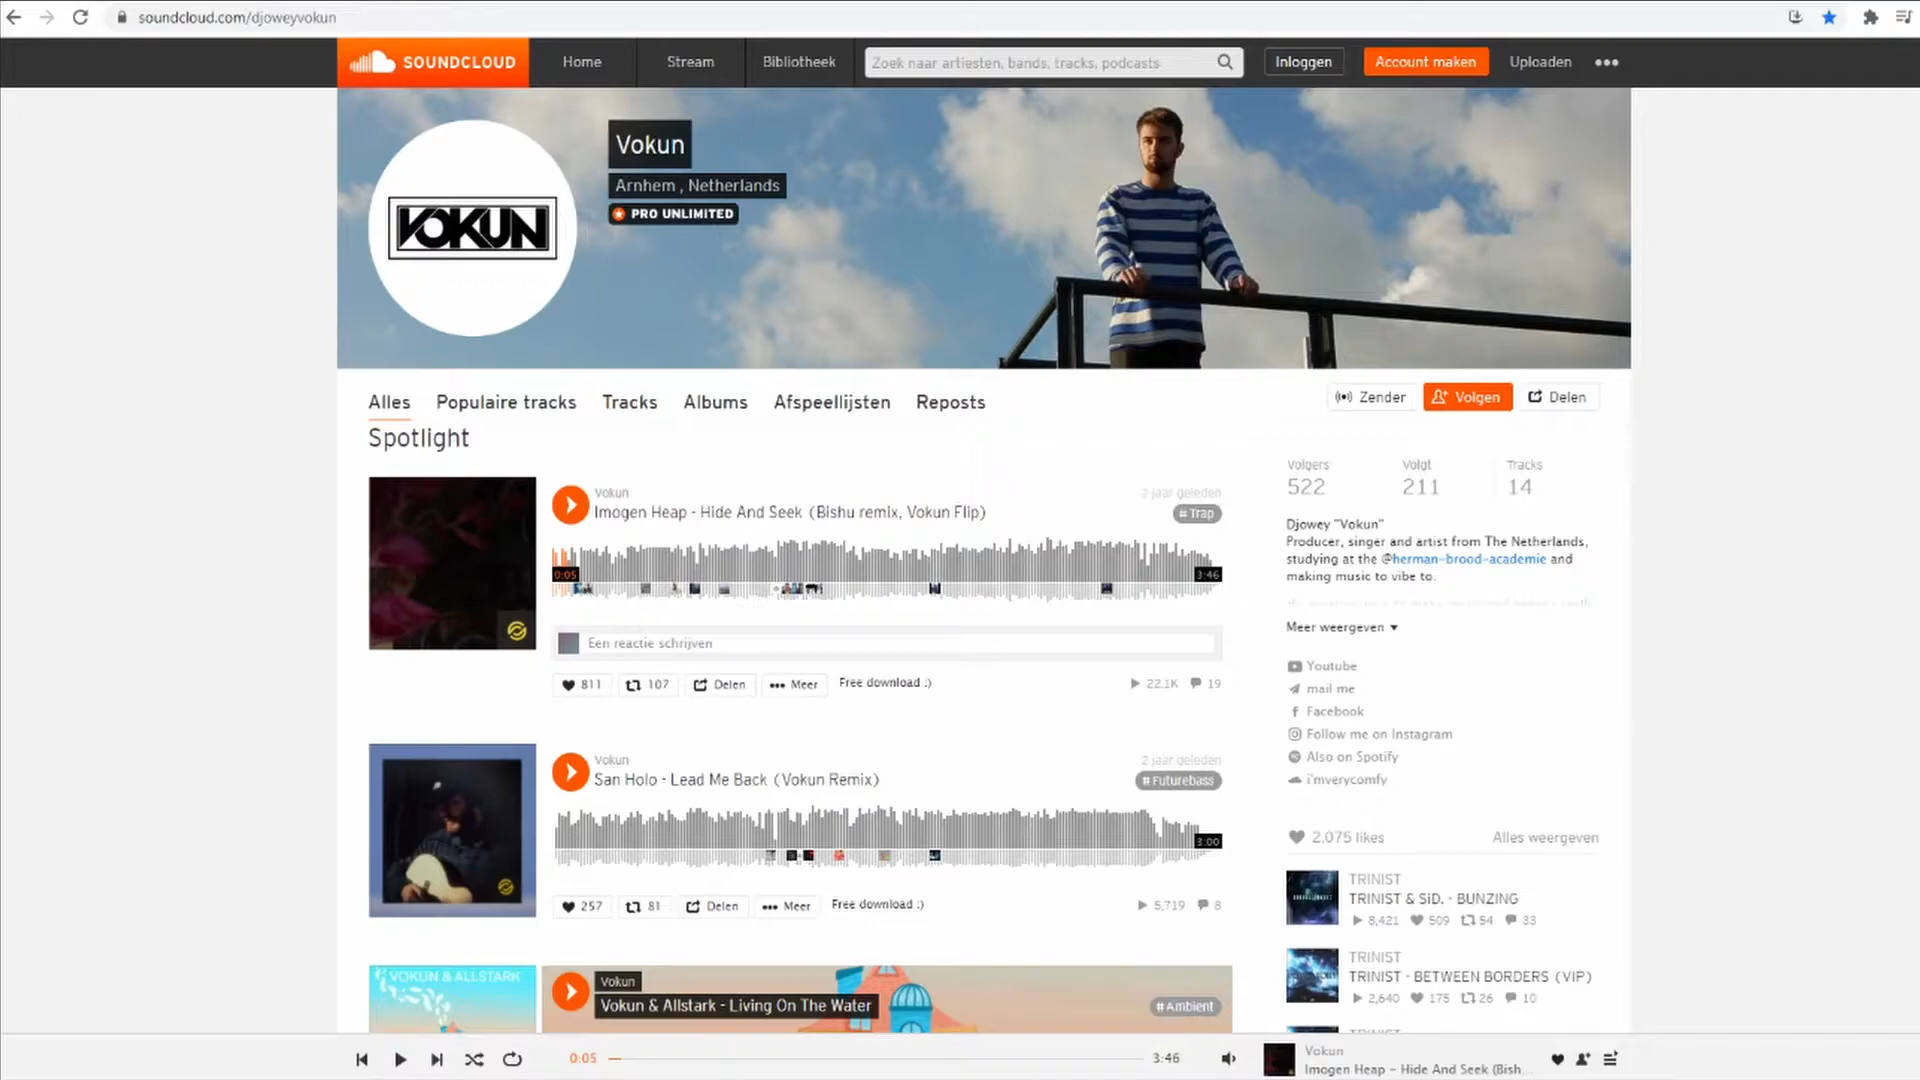 soundcloud.com/djoweyvokun
SOUNDCLOUD
Home
Stream
Bibliotheek
Zoek naar artiesten, bands, tracks, podcasts
Inloggen
Account maken
Uploaden
Vokun
Arnhem , Netherlands
PRO UNLIMITED
VOKUN
Alles
Populaire tracks
Tracks
Albums
Afspeellijsten
Reposts
Zender
Volgen
Delen
Spotlight
Vokun
2 jaar geleden
Imogen Heap - Hide And Seek (Bishu remix, Vokun Flip)
# Trap
0:05
3:46
Een reactie schrijven
811
107
Delen
Meer
Free download :)
22.1K
19
Vokun
2 jaar geleden
San Holo - Lead Me Back (Vokun Remix)
# Futurebass
3:00
257
81
Delen
Meer
Free download :)
5,719
8
VOKUN & ALLSTARK
Vokun
Vokun & Allstark - Living On The Water
# Ambient
Volgers
Volgt
Tracks
522
211
14
Djowey "Vokun"
Producer, singer and artist from The Netherlands,
studying at the @herman-brood-academie and
making music to vibe to.
Meer weergeven
Youtube
mail me
Facebook
Follow me on Instagram
Also on Spotify
i'mverycomfy
2.075 likes
Alles weergeven
TRINIST
TRINIST & SiD. - BUNZING
8,421
509
54
33
TRINIST
TRINIST - BETWEEN BORDERS (VIP)
2,640
175
26
10
0:05
3:46
Vokun
Imogen Heap - Hide And Seek (Bish...